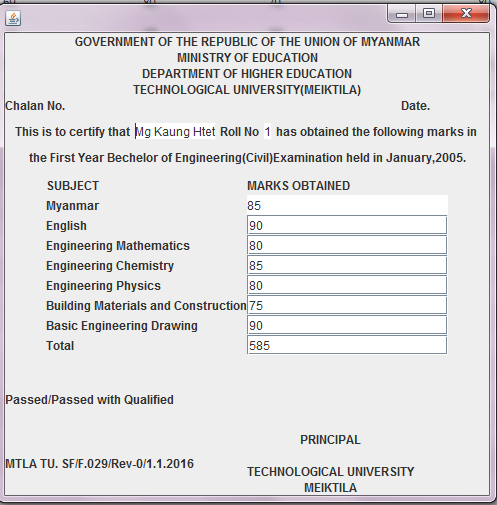 GOVERNMENT OF THE REPUBLIC OF THE UNION OF MYANMAR
MINISTRY OF EDUCATION
DEPARTMENT OF HIGHER EDUCATION
TECHNOLOGICAL UNIVERSITY(MEIKTILA)
Chalan No. Date.
This is to certify that Mg Kaung Htet Roll No 1 has obtained the following marks in
the First Year Bechelor of Engineering(Civil)Examination held in January,2005.
SUBJECT MARKS OBTAINED
Myanmar 85
English 90
Engineering Mathematics 80
Engineering Chemistry 85
Engineering Physics 80
Building Materials and Construction 75
Basic Engineering Drawing 90
Total 585
Passed/Passed with Qualified
PRINCIPAL
MTLA TU. SF/F.029/Rev-0/1.1.2016
TECHNOLOGICAL UNIVERSITY
MEIKTILA